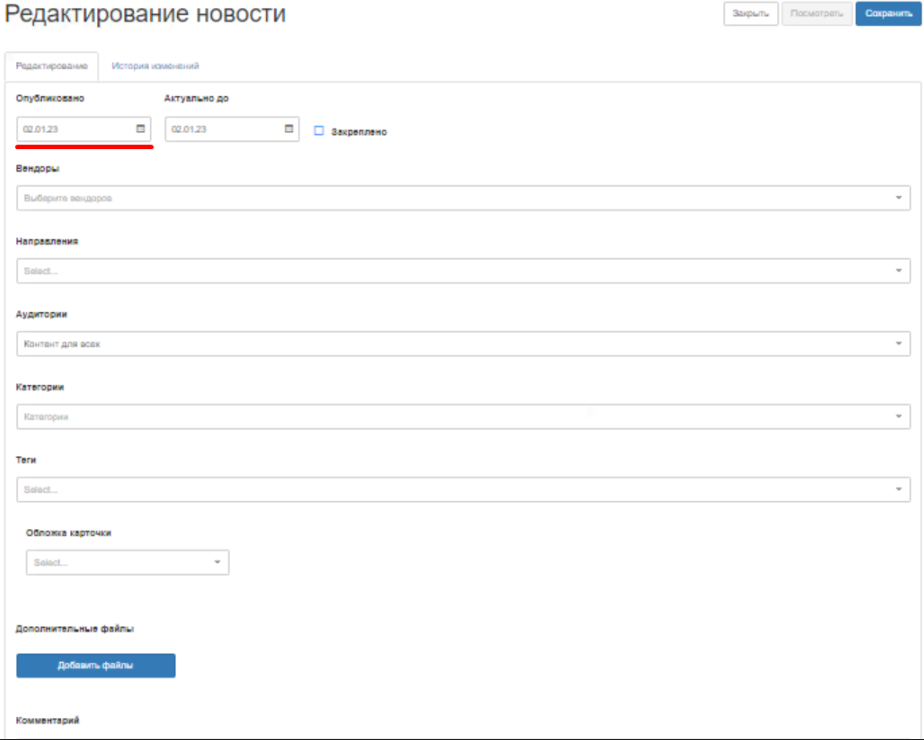 Редактирование новости
Закрыть Посмотреть Сохранить
Редактирование История изменений
Опубликовано Актуально до
02.01.23 02.01.23 Закреплено
Вендоры
Выберите вендоров
Направления
Select...
Аудитории
Контент для всех
Категории
Категории
Теги
Select...
Обложка карточки
Select...
Дополнительные файлы
Добавить файлы
Комментарий